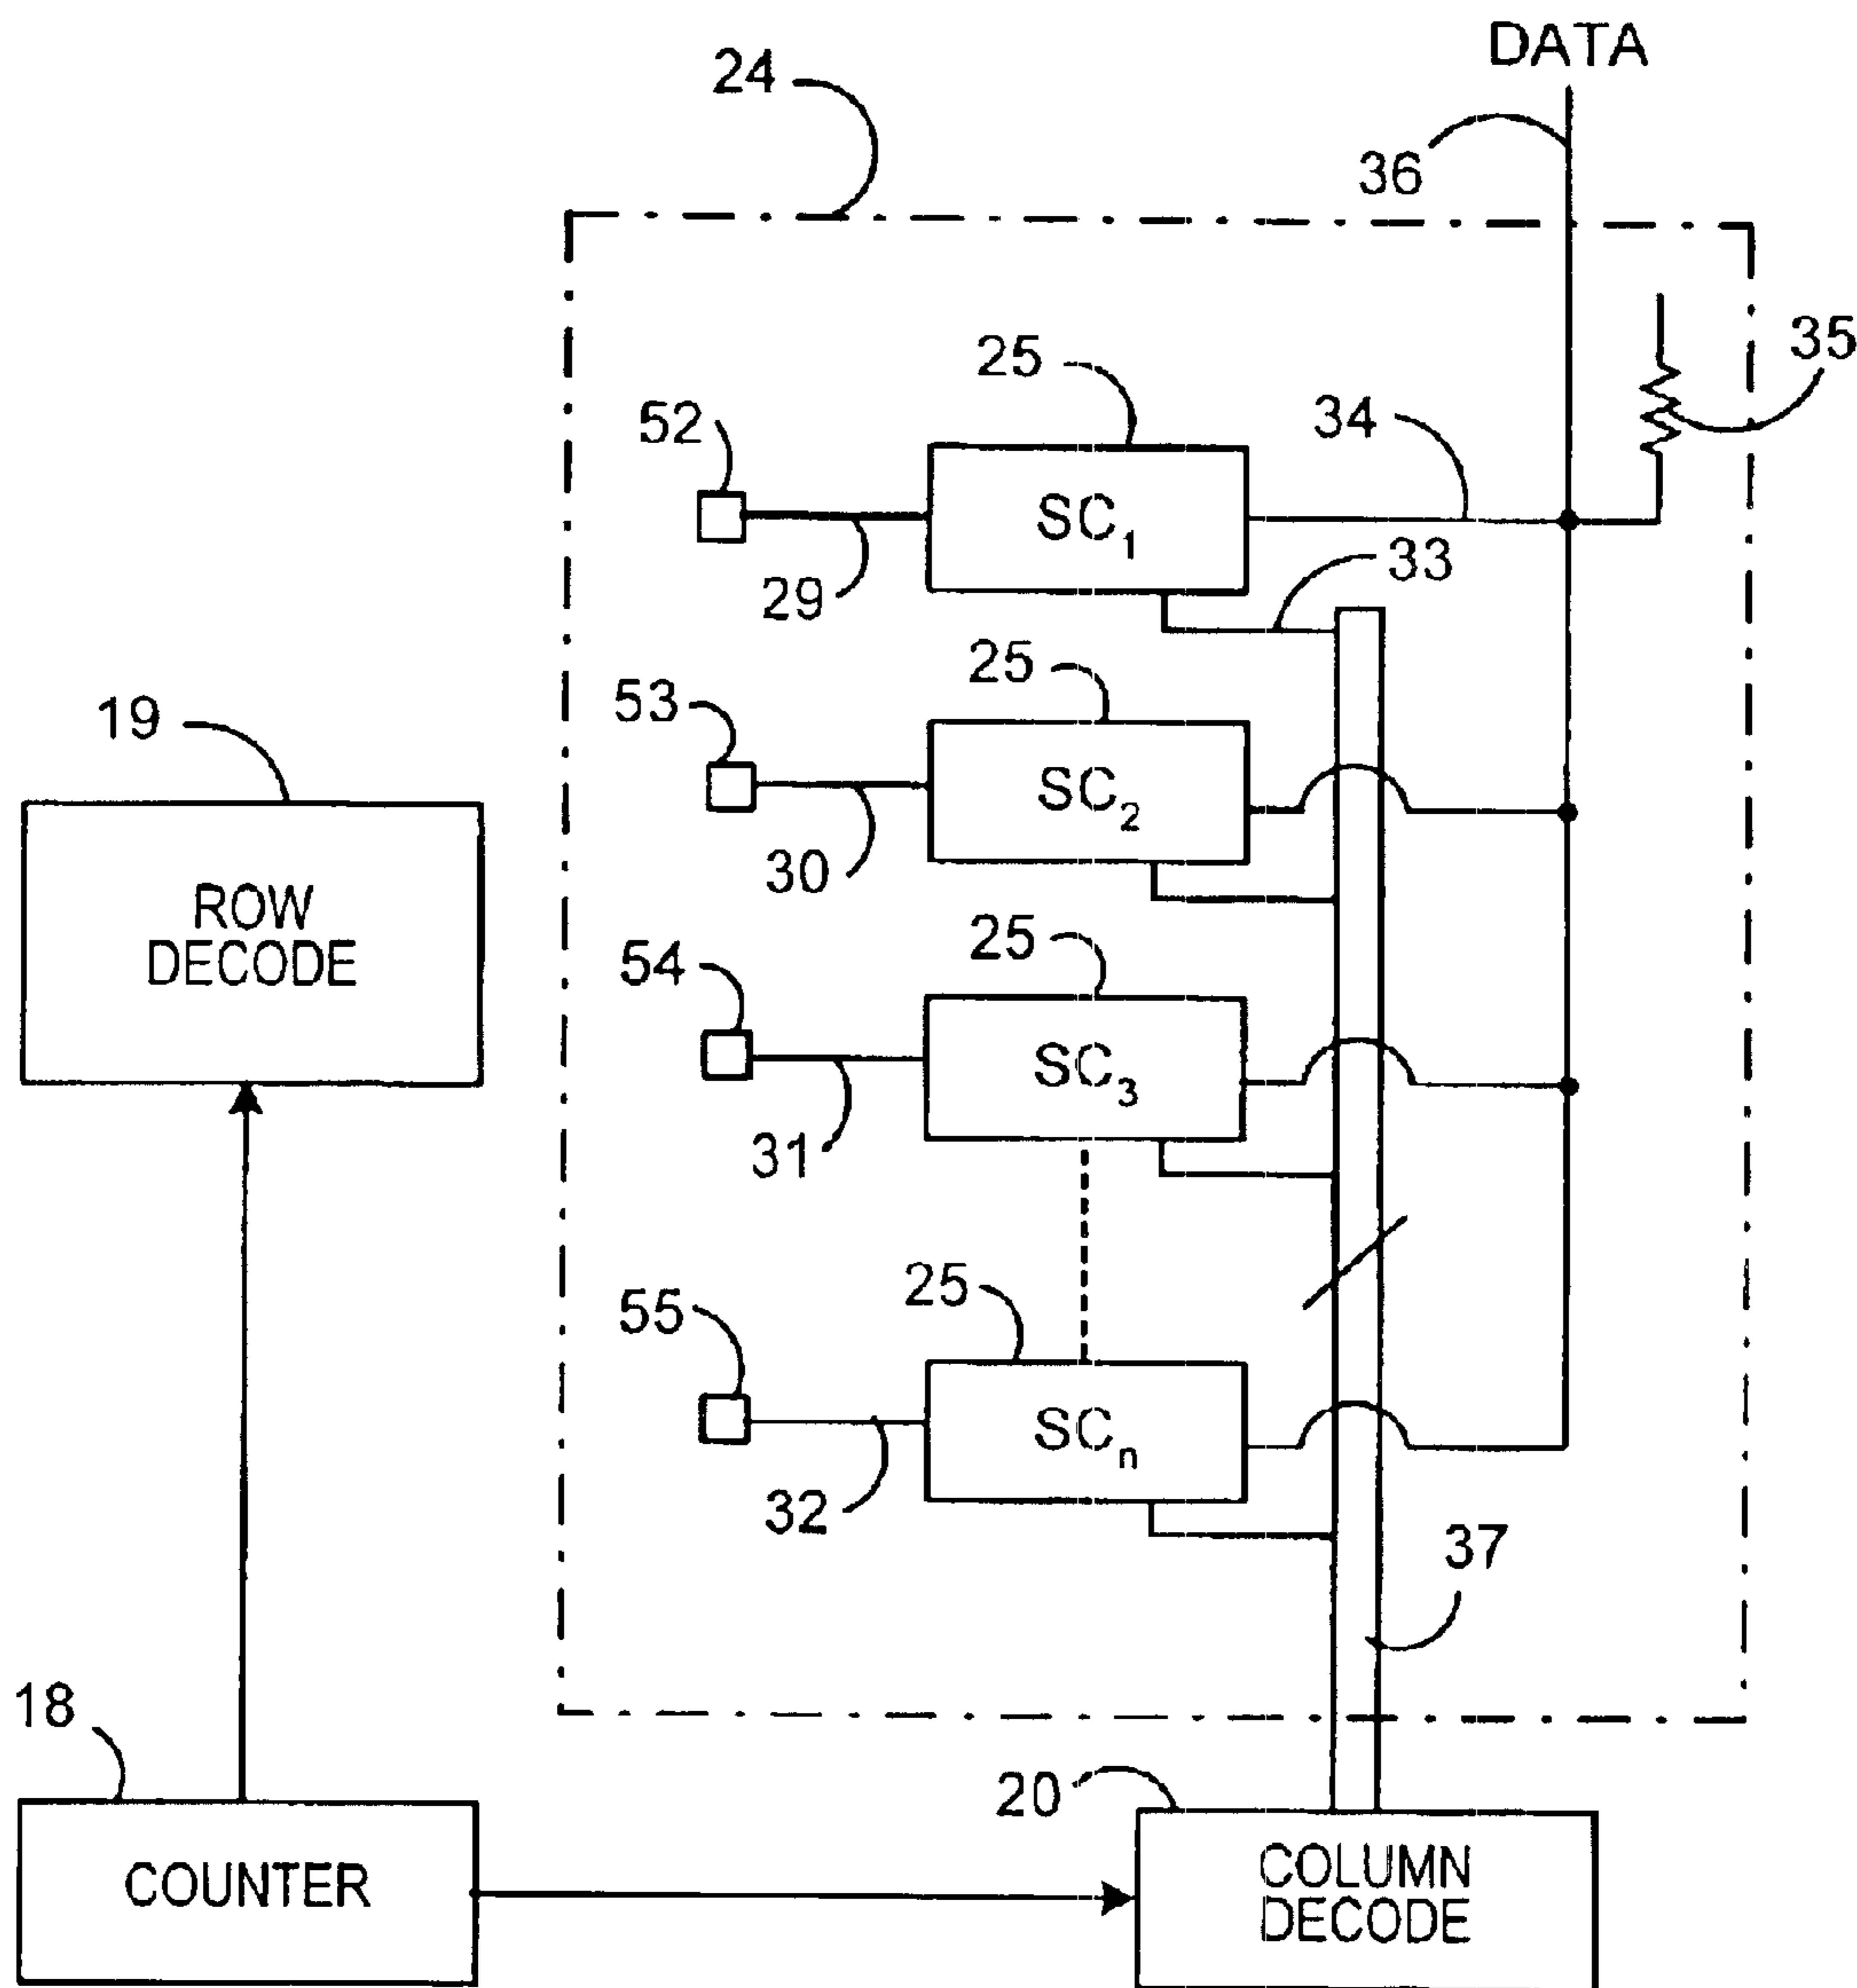 DATA
24
36
35
25
34
52
SC1
29
33
25
53
19
SC2
30
ROW
DECODE
25
54
SC3
31
25
55
SCn
32
37
18
20
COUNTER
COLUMN
DECODE